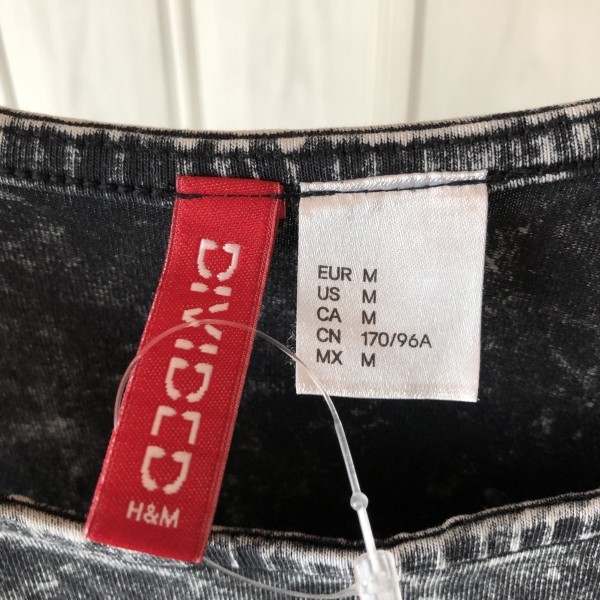 DIVIDED
H&M
EUR M
US M
CA M
CN 170/96A
MX M